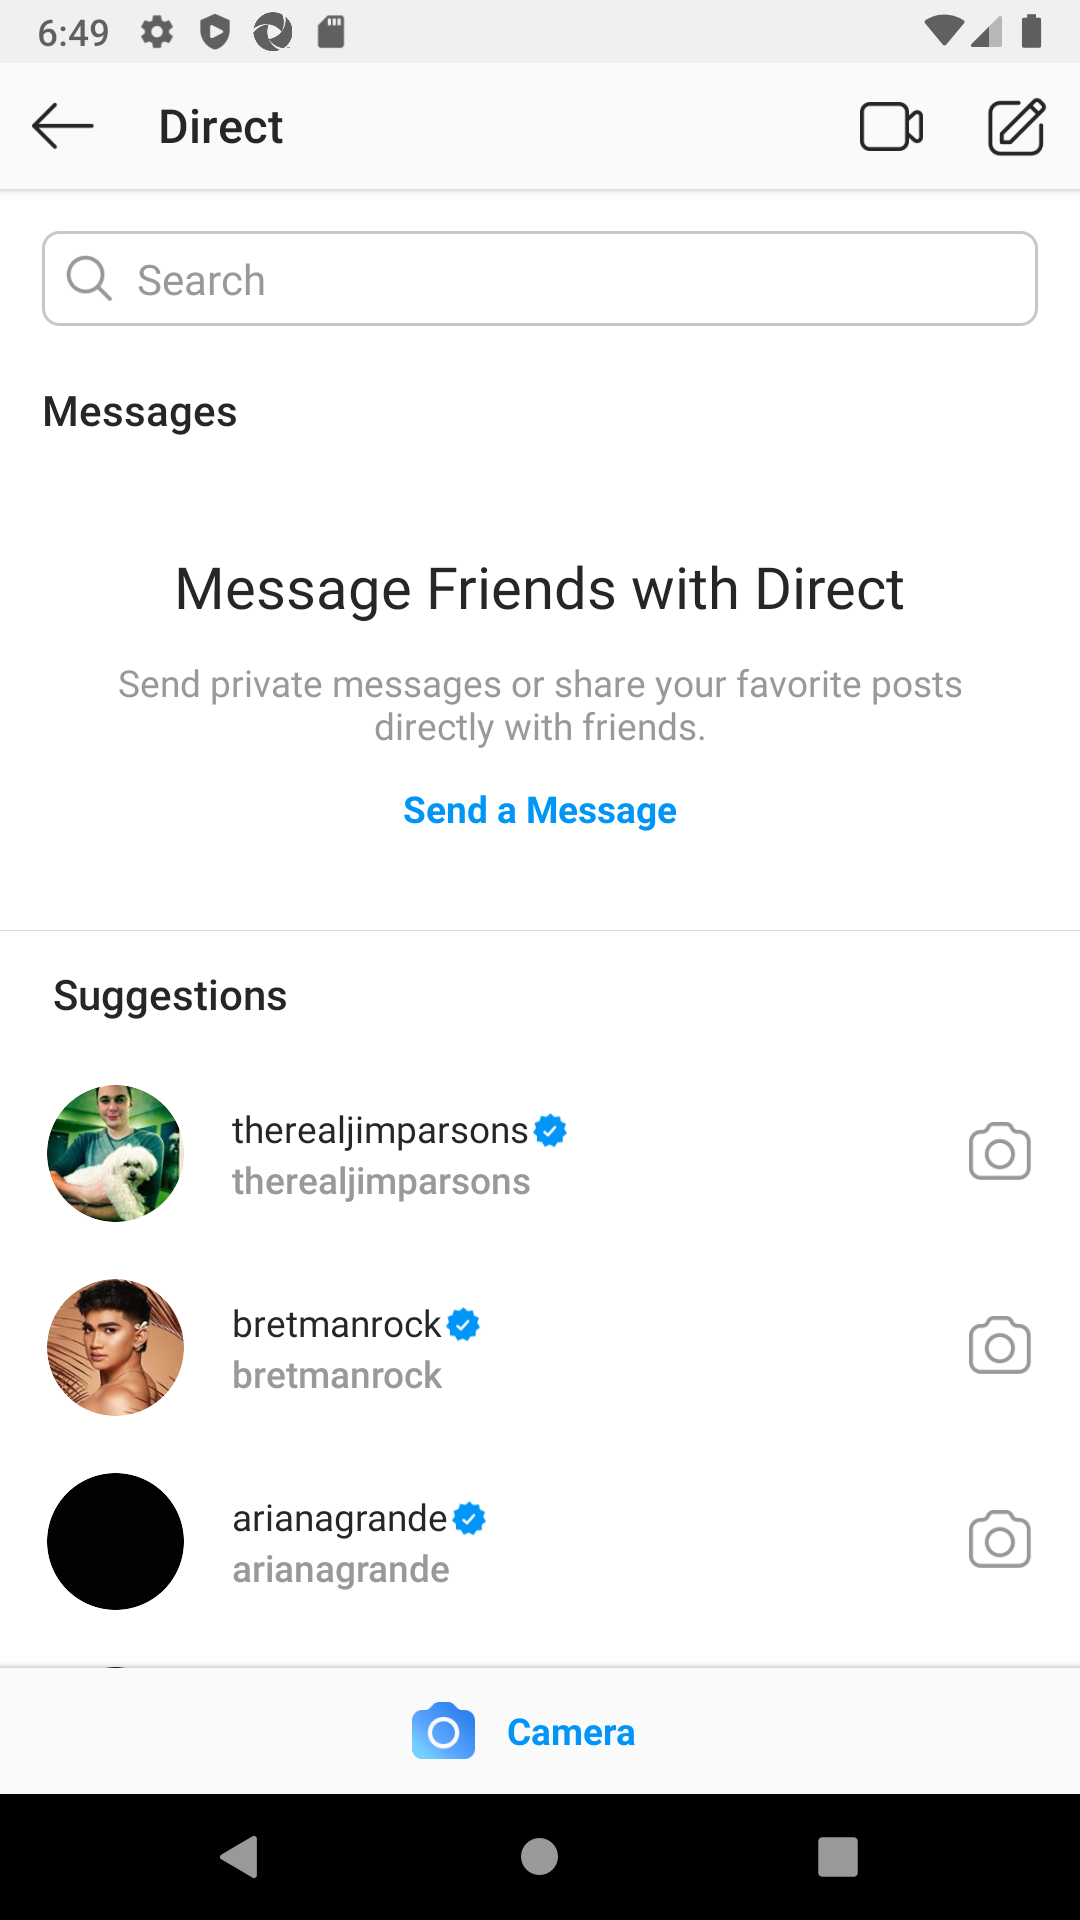 6:49
Direct
Search
Messages
Message Friends with Direct
Send private messages or share your favorite posts
directly with friends.
Send a Message
Suggestions
therealjimparsons
therealjimparsons
bretmanrock
bretmanrock
arianagrande
arianagrande
Camera